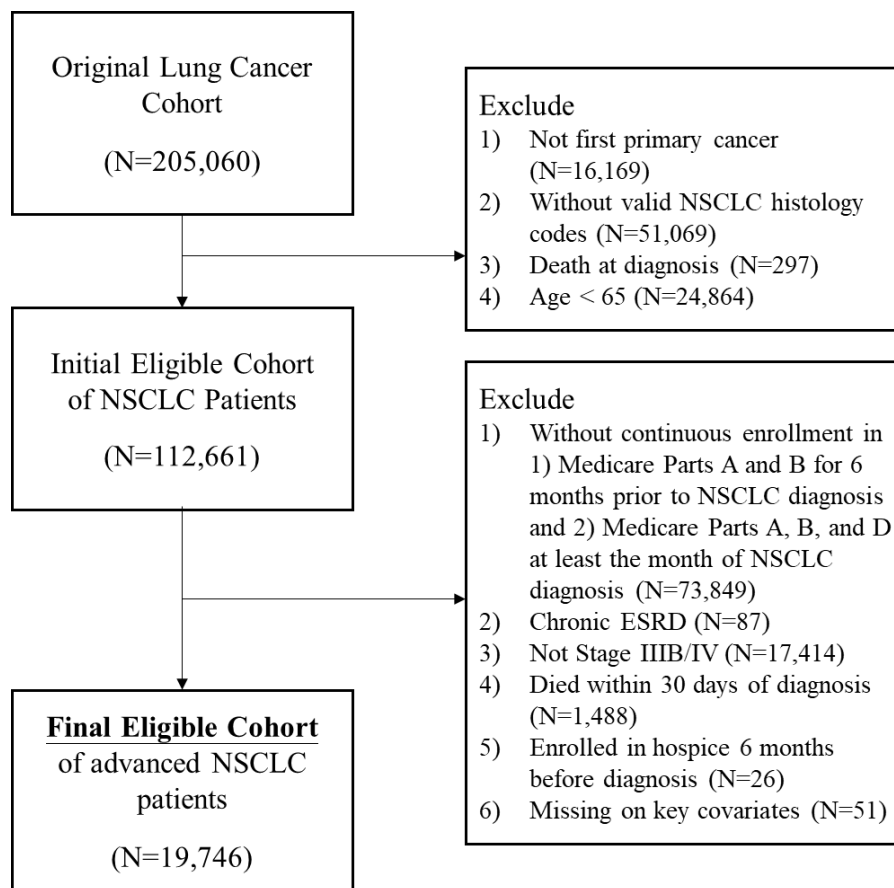 Original Lung Cancer
Cohort
(N=205,060)
Exclude
1) Not first primary cancer
(N=16,169)
2) Without valid NSCLC histology
codes (N=51,069)
3) Death at diagnosis (N=297)
4) Age < 65 (N=24,864)
Initial Eligible Cohort
of NSCLC Patients
(N=112,661)
Exclude
1) Without continuous enrollment in
1) Medicare Parts A and B for 6
months prior to NSCLC diagnosis
and 2) Medicare Parts A, B, and D
at least the month of NSCLC
diagnosis (N=73,849)
2) Chronic ESRD (N=87)
3) Not Stage IIIB/IV (N=17,414)
4) Died within 30 days of diagnosis
(N=1,488)
5) Enrolled in hospice 6 months
before diagnosis (N=26)
6) Missing on key covariates (N=51)
Final Eligible Cohort
of advanced NSCLC
patients
(N=19,746)